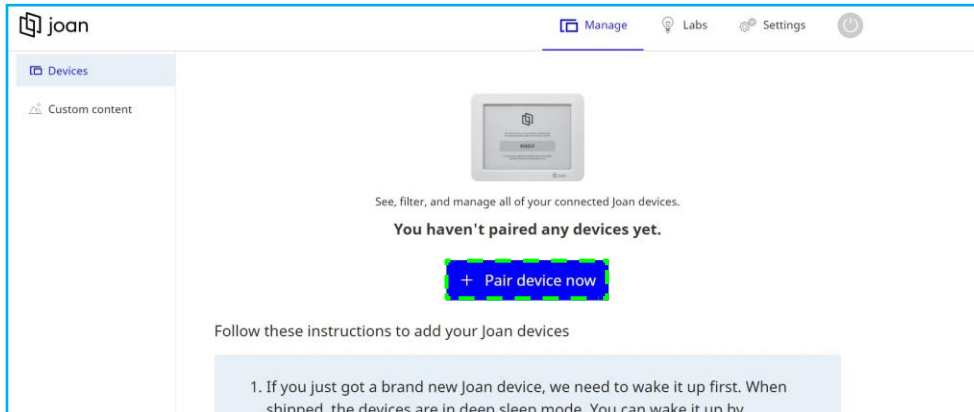 joan
Manage
Labs
Settings
Devices
Custom content
See, filter, and manage all of your connected Joan devices.
You haven't paired any devices yet.
+ Pair device now
Follow these instructions to add your Joan devices
1. If you just got a brand new Joan device, we need to wake it up first. When
shipped, the devices are in deep sleep mode. You can wake it up by